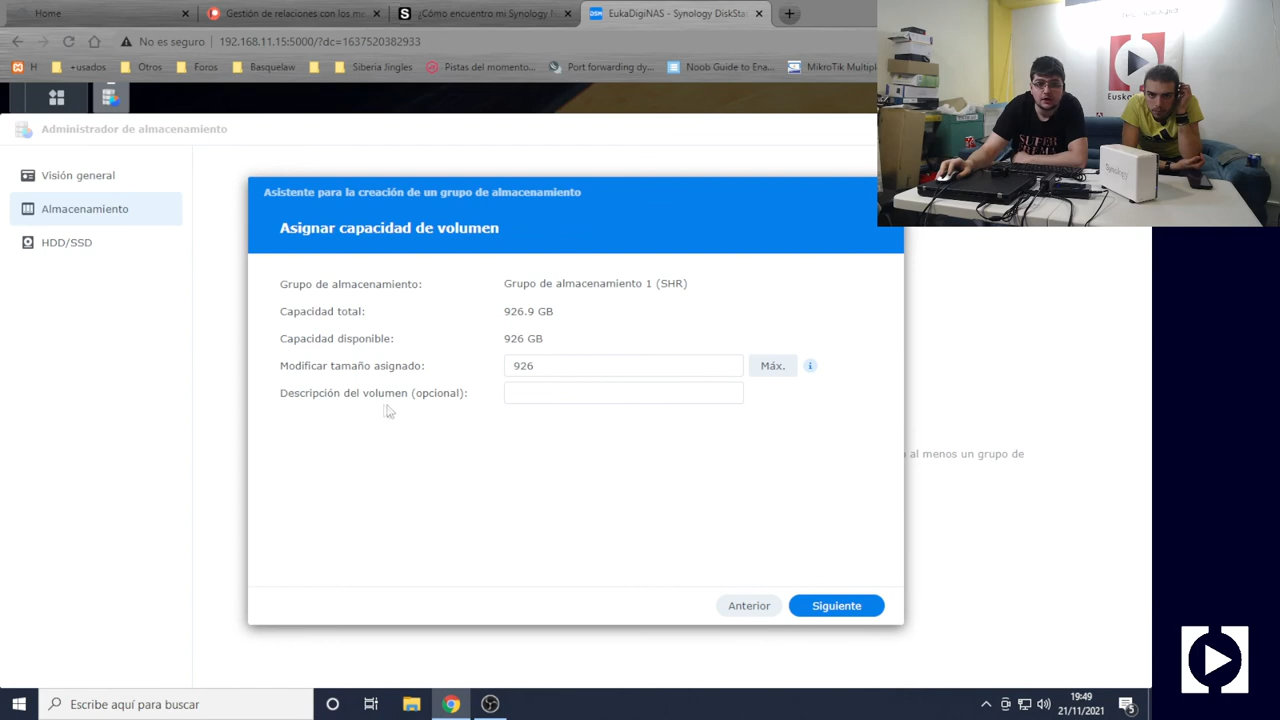 Home
Gestión de relaciones con los me
¿Cómo encuentro mi Synology N
EukaDigiNAS - Synology DiskSta
No es seguro 192.168.11.15:5000/?dc=1637520382933
H +usados Otros Foros Basquelaw Siberia Jingles Pistas del momento... Port forwarding dy... Noob Guide to Ena... MikroTik Multiple
Administrador de almacenamiento
Visión general
Almacenamiento
HDD/SSD
Asistente para la creación de un grupo de almacenamiento
Asignar capacidad de volumen
Grupo de almacenamiento: Grupo de almacenamiento 1 (SHR)
Capacidad total: 926.9 GB
Capacidad disponible: 926 GB
Modificar tamaño asignado: 926 Máx.
Descripción del volumen (opcional):
al menos un grupo de
Anterior Siguiente
Escribe aquí para buscar
19:49
21/11/2021
5
SUPER
Synology